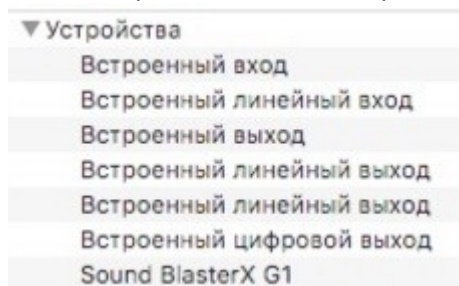 Устройства
Встроенный вход
Встроенный линейный вход
Встроенный выход
Встроенный линейный выход
Встроенный линейный выход
Встроенный цифровой выход
Sound BlasterX G1